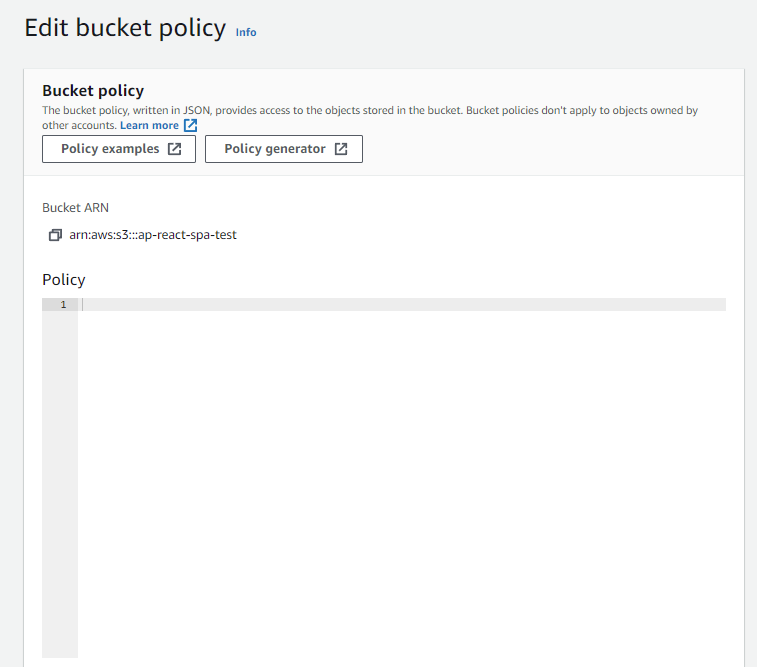 Edit bucket policy Info
Bucket policy
The bucket policy, written in JSON, provides access to the objects stored in the bucket. Bucket policies don't apply to objects owned by
other accounts. Learn more
Policy examples Policy generator
Bucket ARN
arn:aws:s3:::ap-react-spa-test
Policy
1